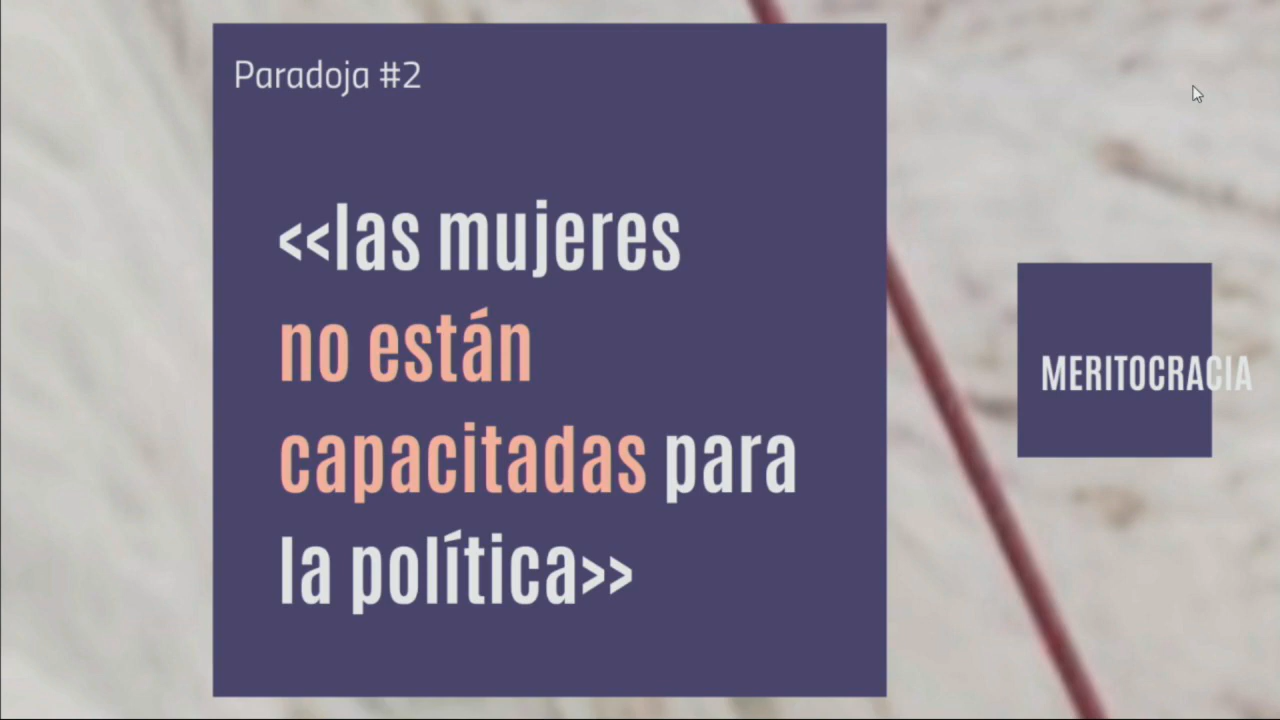 Paradoja #2
<<las mujeres
no están
capacitadas para
la política>>
MERITOCRACIA